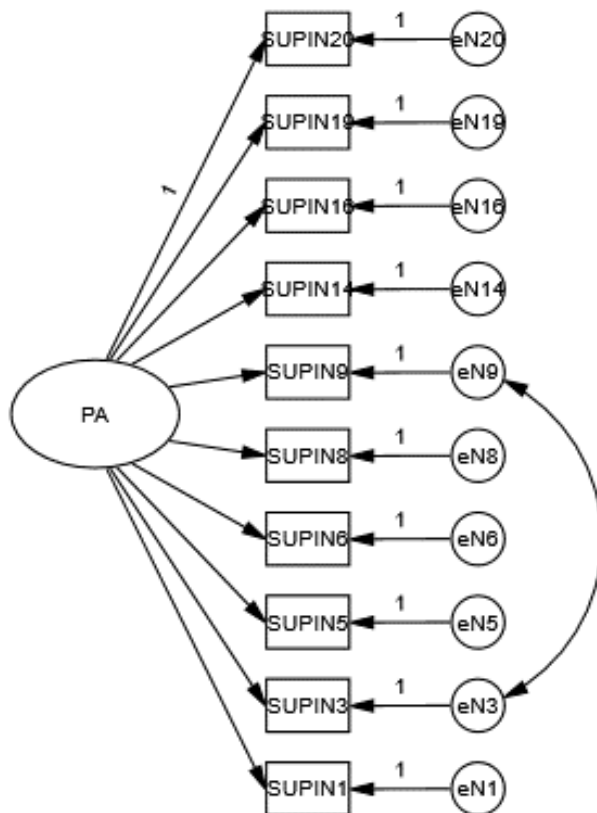 SUPIN20 1 eN20
SUPIN19 1 eN19
1
SUPIN16 1 eN16
SUPIN14 1 eN14
SUPIN9 1 eN9
PA
SUPIN8 1 eN8
SUPIN6 1 eN6
SUPIN5 1 eN5
SUPIN3 1 eN3
SUPIN1 1 eN1